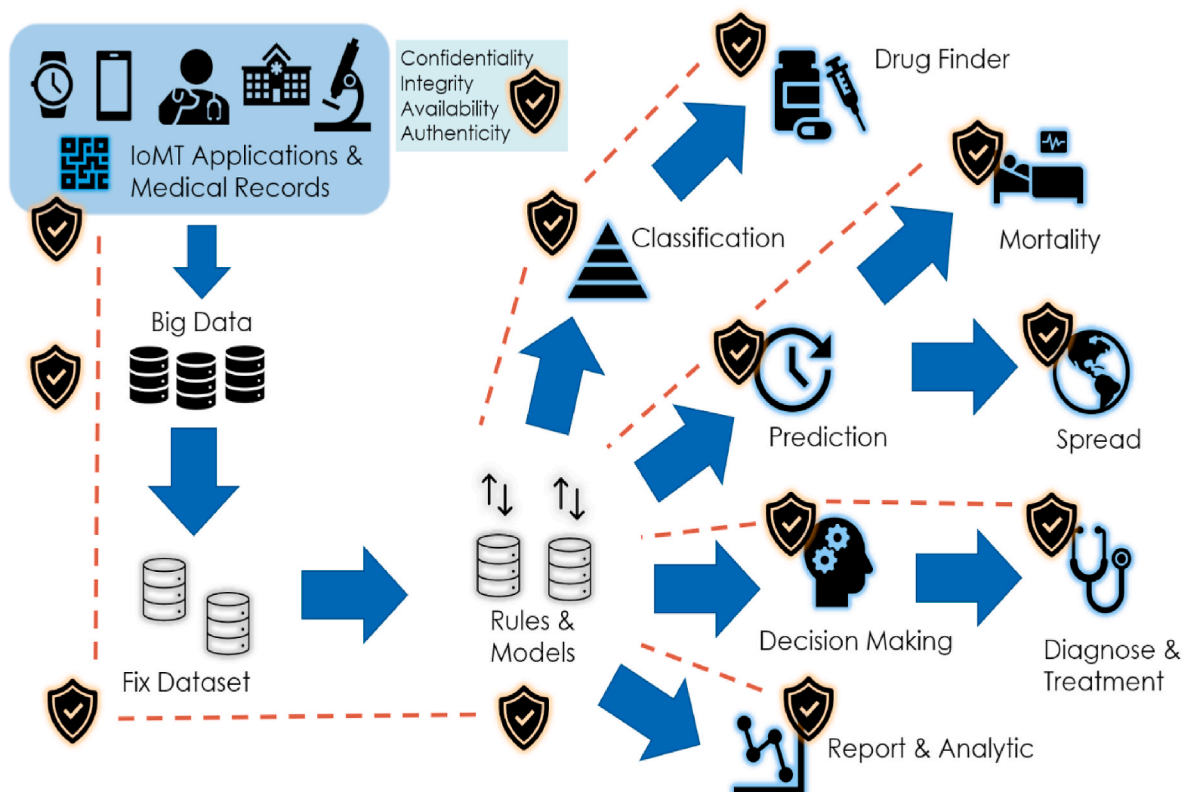 IoMT Applications &
Medical Records
Confidentiality
Integrity
Availability
Authenticity
Drug Finder
Classification
Mortality
Big Data
Prediction
Spread
Fix Dataset
Rules &
Models
Decision Making
Diagnose &
Treatment
Report & Analytic